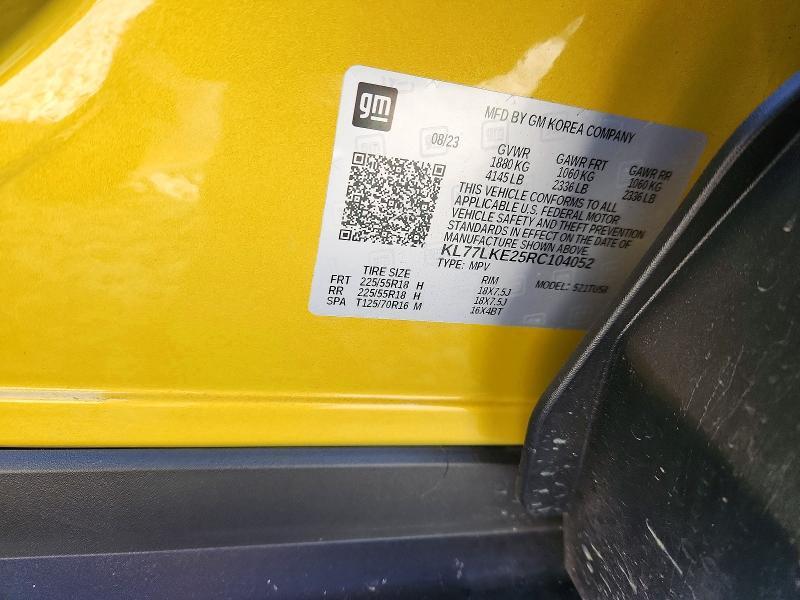 gm
MFD BY GM KOREA COMPANY
08/23
GVWR GAWR FRT GAWR RR
1880 KG 1060 KG 1060 KG
4145 LB 2336 LB 2336 LB
THIS VEHICLE CONFORMS TO ALL
APPLICABLE U.S. FEDERAL MOTOR
VEHICLE SAFETY AND THEFT PREVENTION
STANDARDS IN EFFECT ON THE DATE OF
MANUFACTURE SHOWN ABOVE.
KL77LKE25RC104052
TYPE: MPV
TIRE SIZE RIM MODEL:
FRT 225/55R18 H 18X7.5J
RR 225/55R18 H 18X7.5J
SPA T125/70R16 M 16X4BT